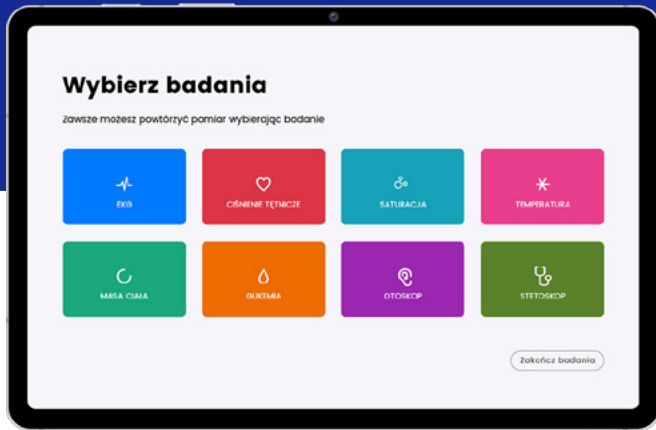 Wybierz badania
Zawsze możesz powtórzyć pomiar wybierając badanie
EKG
CIŚNIENIE TĘTNICZE
SATURACJA
TEMPERATURA
MASA CIAŁA
GLIKEMIA
OTOSKOP
STETOSKOP
Zakończ badania